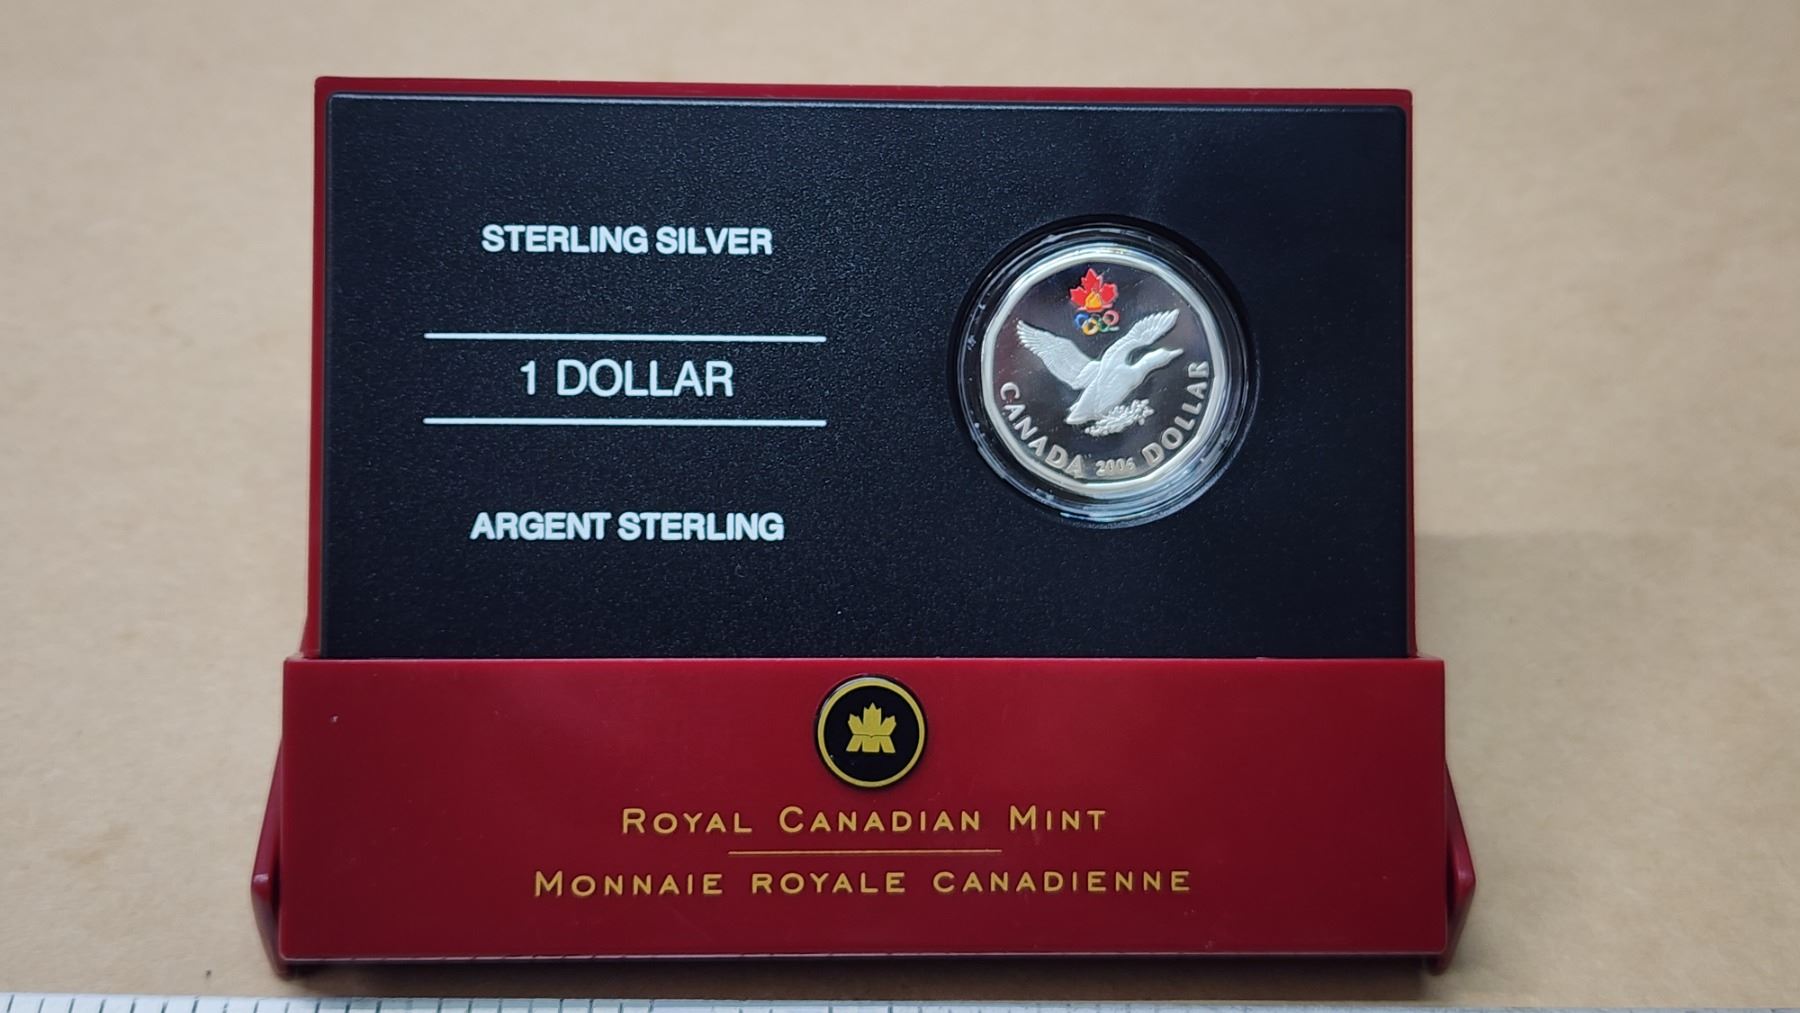 STERLING SILVER
1 DOLLAR
ARGENT STERLING
CANADA 2006 DOLLAR
ROYAL CANADIAN MINT
MONNAIE ROYALE CANADIENNE